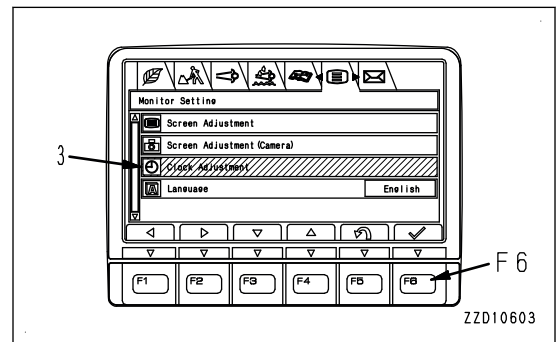 Monitor Setting
Screen Adjustment
Screen Adjustment (Camera)
3
Clock Adjustment
A
Language English
F1 F2 F3 F4 F5 F6
F6
ZZD10603